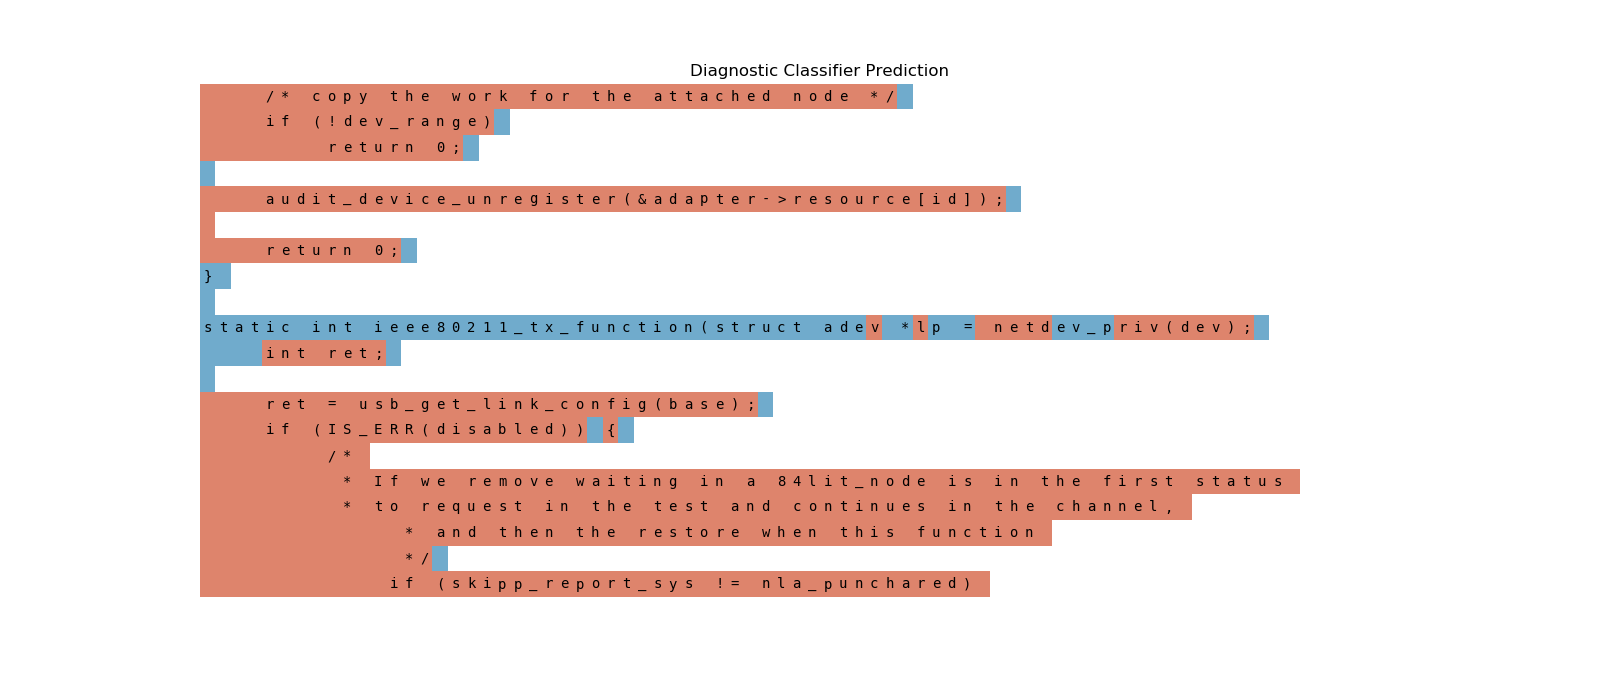 Diagnostic Classifier Prediction
/* copy the work for the attached node */
if (!dev_range)
return 0;
audit_device_unregister(&adapter->resource[id]);
return 0;
}
static int ieee80211_tx_function(struct adev *lp = netdev_priv(dev);
int ret;
ret = usb_get_link_config(base);
if (IS_ERR(disabled)) {
/*
* If we remove waiting in a 84lit_node is in the first status
* to request in the test and continues in the channel,
* and then the restore when this function
*/
if (skipp_report_sys != nla_punchared)